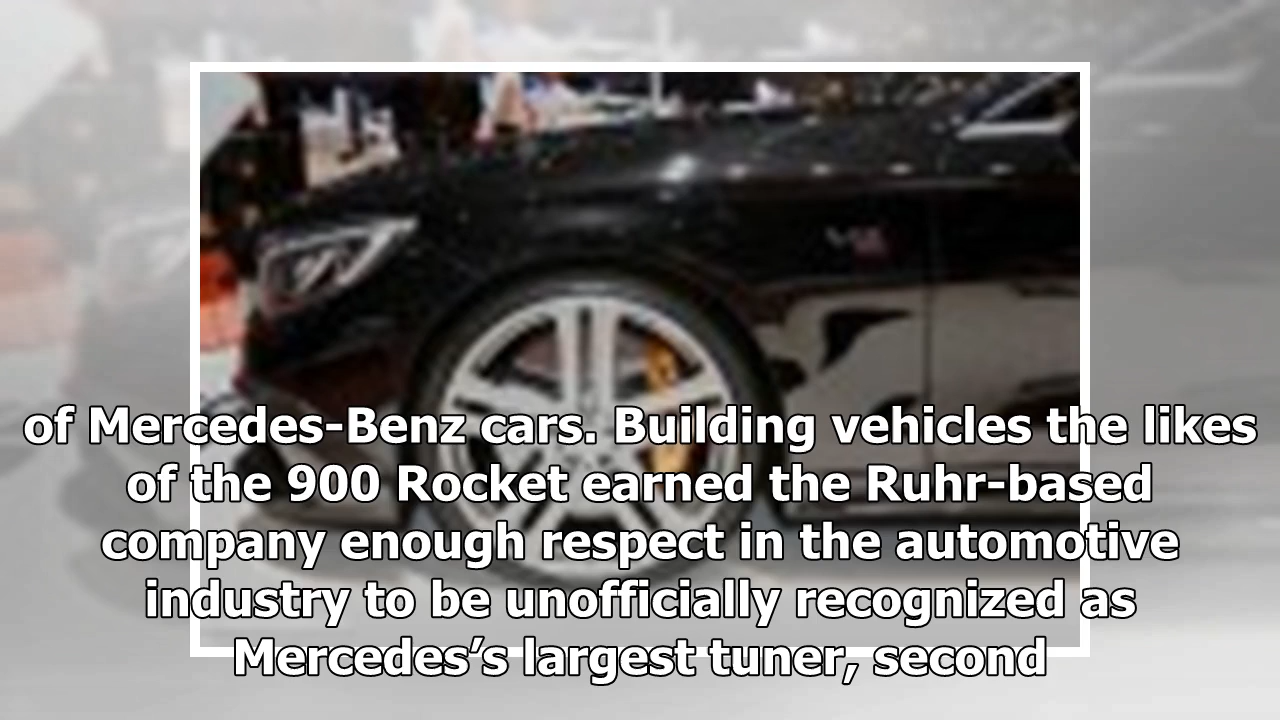 of Mercedes-Benz cars. Building vehicles the likes
of the 900 Rocket earned the Ruhr-based
company enough respect in the automotive
industry to be unofficially recognized as
Mercedes’s largest tuner, second